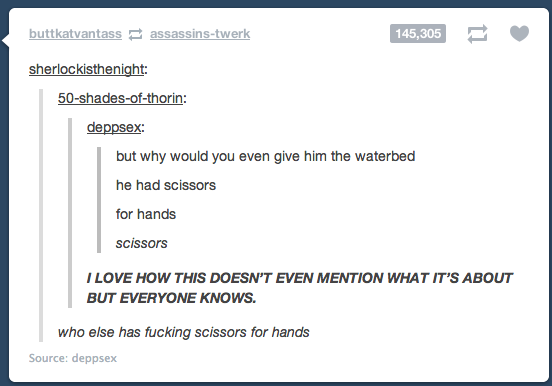 buttkatvantass assassins-twerk 145,305
sherlockisthenight:
50-shades-of-thorin:
deppsex:
but why would you even give him the waterbed
he had scissors
for hands
scissors
I LOVE HOW THIS DOESN'T EVEN MENTION WHAT IT'S ABOUT
BUT EVERYONE KNOWS.
who else has fucking scissors for hands
Source: deppsex